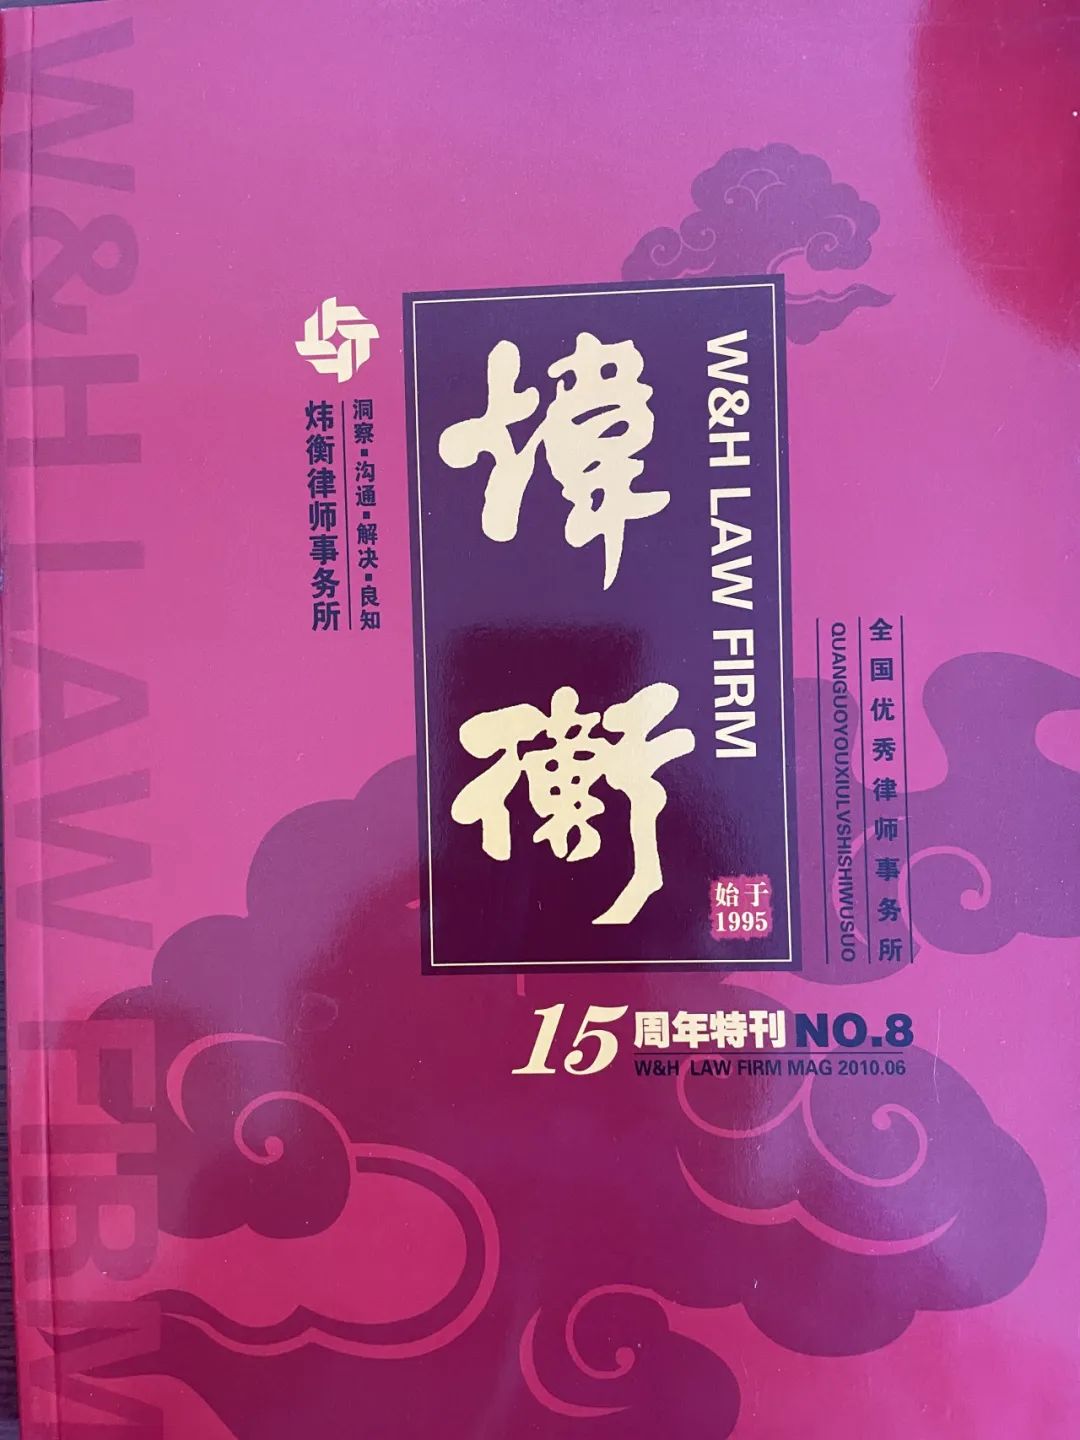 W&H LAW FIRM
洞察·沟通·解决·良知
炜衡律师事务所
W&H LAW FIRM
煒衡
始于
1995
全国优秀律师事务所
QUANGUOYOUXIULVSHISHIWUSUO
15周年特刊 NO.8
W&H LAW FIRM MAG 2010.06